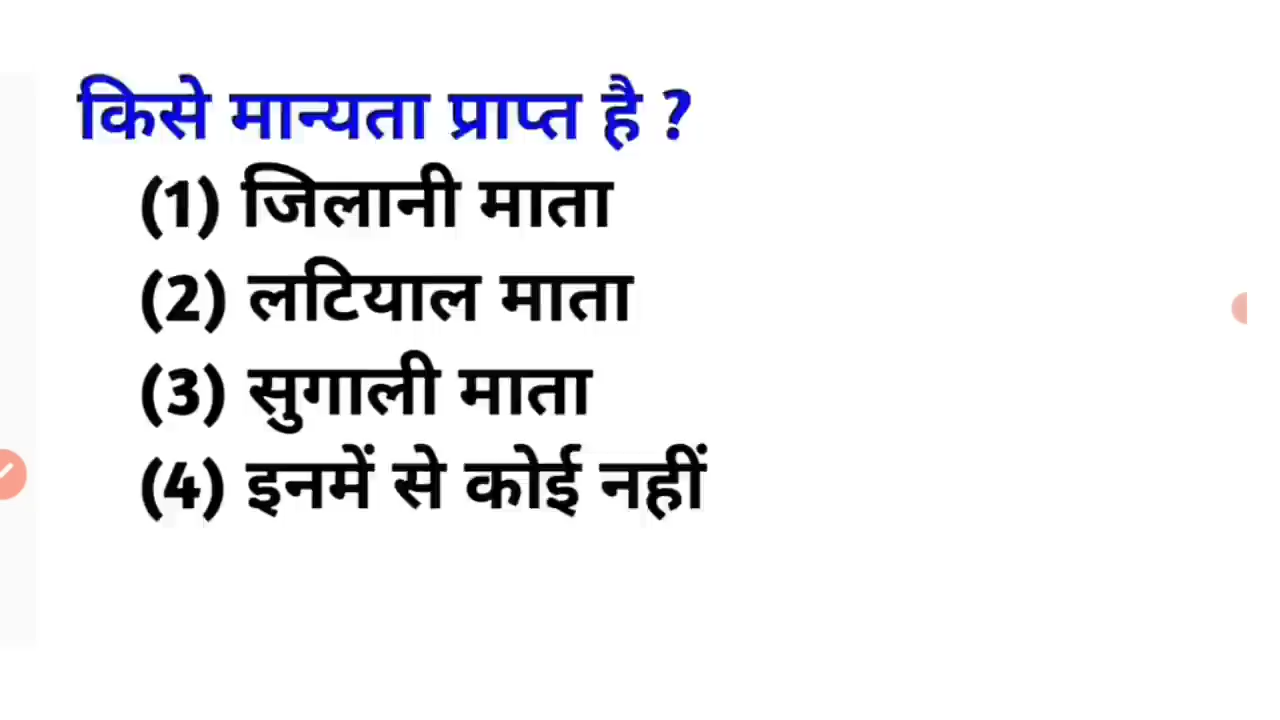 किसे मान्यता प्राप्त है ?
(1) जिलानी माता
(2) लटियाल माता
(3) सुगाली माता
(4) इनमें से कोई नहीं